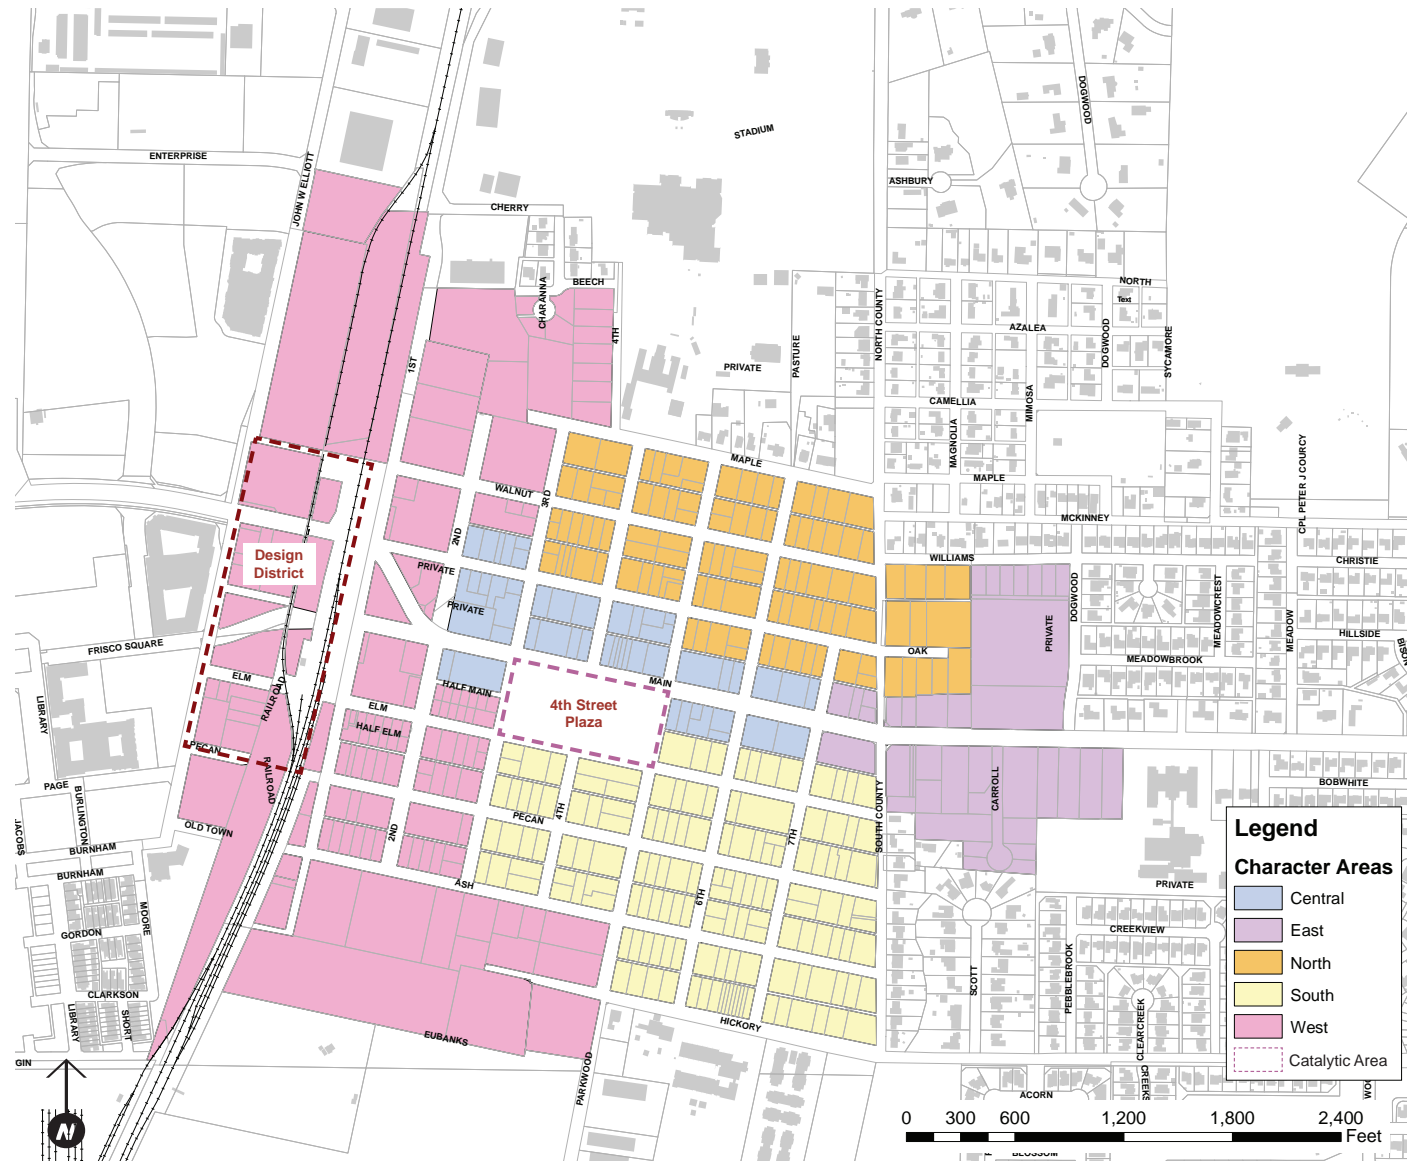 DOGWOOD
STADIUM
ENTERPRISE
JOHN W ELLIOTT
ASHBURY
CHERRY
NORTH
BEECH
CHARANNA
Text
NORTH COUNTY
AZALEA
4TH
DOGWOOD
PASTURE
SYCAMORE
1ST
PRIVATE
CAMELLIA
MIMOSA
MAGNOLIA
MAPLE
CPL PETER J COURCY
MAPLE
WALNUT
3RD
MCKINNEY
2ND
WILLIAMS
CHRISTIE
Design
District
PRIVATE
DOGWOOD
MEADOWCREST
PRIVATE
MEADOW
PRIVATE
HILLSIDE
FRISCO SQUARE
OAK
MEADOWBROOK
ELM
MAIN
HALF MAIN
RAILROAD
LIBRARY
4th Street
Plaza
ELM
HALF ELM
PECAN
RAILROAD
PAGE
BURLINGTON
CARROLL
BOBWHITE
4TH
PECAN
JACOBS
OLD TOWN
2ND
7TH
SOUTH COUNTY
BURNHAM
BURNHAM
ASH
6TH
PRIVATE
MOORE
GORDON
CREEKVIEW
SCOTT
PEBBLEBROOK
CLARKSON
LIBRARY
SHORT
HICKORY
CLEARCREEK
EUBANKS
GIN
PARKWOOD
ACORN
Legend
Character Areas
Central
East
North
South
West
Catalytic Area
N
0 300 600 1,200 1,800 2,400
Feet